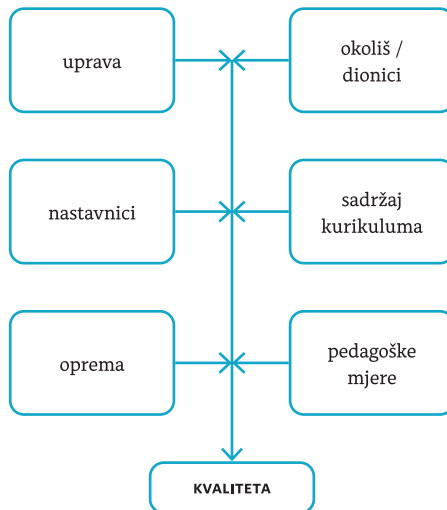 uprava
okoliš /
dionici
nastavnici
sadržaj
kurikuluma
oprema
pedagoške
mjere
KVALITETA